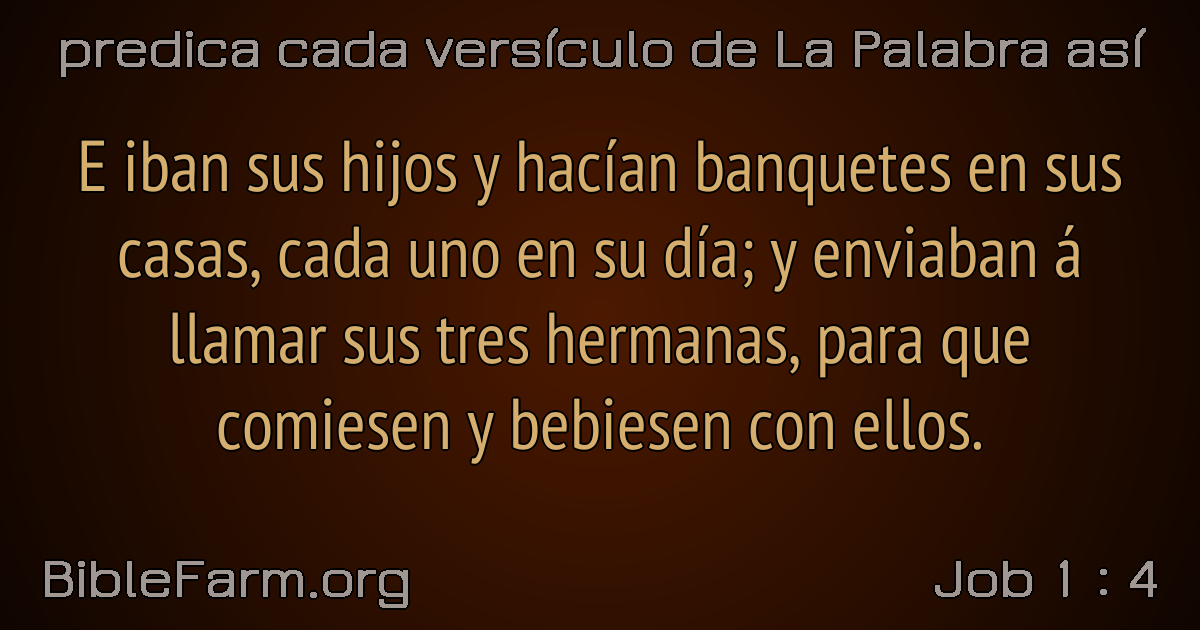 predica cada versículo de La Palabra así
E iban sus hijos y hacían banquetes en sus
casas, cada uno en su día; y enviaban á
llamar sus tres hermanas, para que
comiesen y bebiesen con ellos.
BibleFarm.org
Job 1 : 4